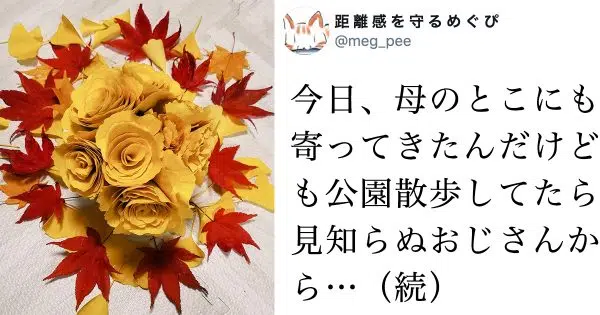 距離感を守るめぐぴ
@meg_pee
今日、母のとこにも
寄ってきたんだけど
も公園散歩してたら
見知らぬおじさんか
ら…（続）